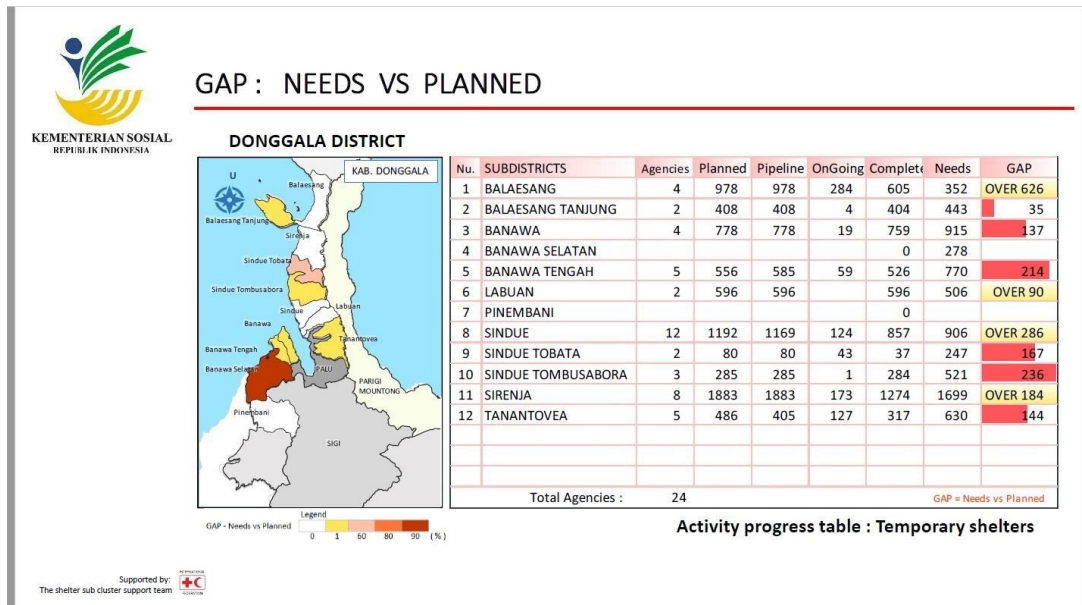 GAP :   NEEDS  VS  PLANNED
KEMENTERIAN SOSIAL
REPUBLIK INDONESIA
DONGGALA DISTRICT
KAB. DONGGALA
U
Balaesang
Balaesang Tanjung
Sirenja
Sindue Tobata
Sindue Tombusabora
Sindue
Labuan
Banawa
Tanantovea
Banawa Tengah
Banawa Selatan
PALU
PARIGI
MOUNTONG
Pinembani
SIGI
Legend
GAP - Needs vs Planned
0 1 60 80 90 (%)
Nu. SUBDISTRICTS Agencies Planned Pipeline OnGoing Complete Needs GAP
1 BALAESANG 4 978 978 284 605 352 OVER 626
2 BALAESANG TANJUNG 2 408 408 4 404 443 35
3 BANAWA 4 778 778 19 759 915 137
4 BANAWA SELATAN 0 278
5 BANAWA TENGAH 5 556 585 59 526 770 214
6 LABUAN 2 596 596 596 506 OVER 90
7 PINEMBANI 0
8 SINDUE 12 1192 1169 124 857 906 OVER 286
9 SINDUE TOBATA 2 80 80 43 37 247 167
10 SINDUE TOMBUSABORA 3 285 285 1 284 521 236
11 SIRENJA 8 1883 1883 173 1274 1699 OVER 184
12 TANANTOVEA 5 486 405 127 317 630 144
Total Agencies : 24 GAP = Needs vs Planned
Activity progress table : Temporary shelters
Supported by:
The shelter sub cluster support team